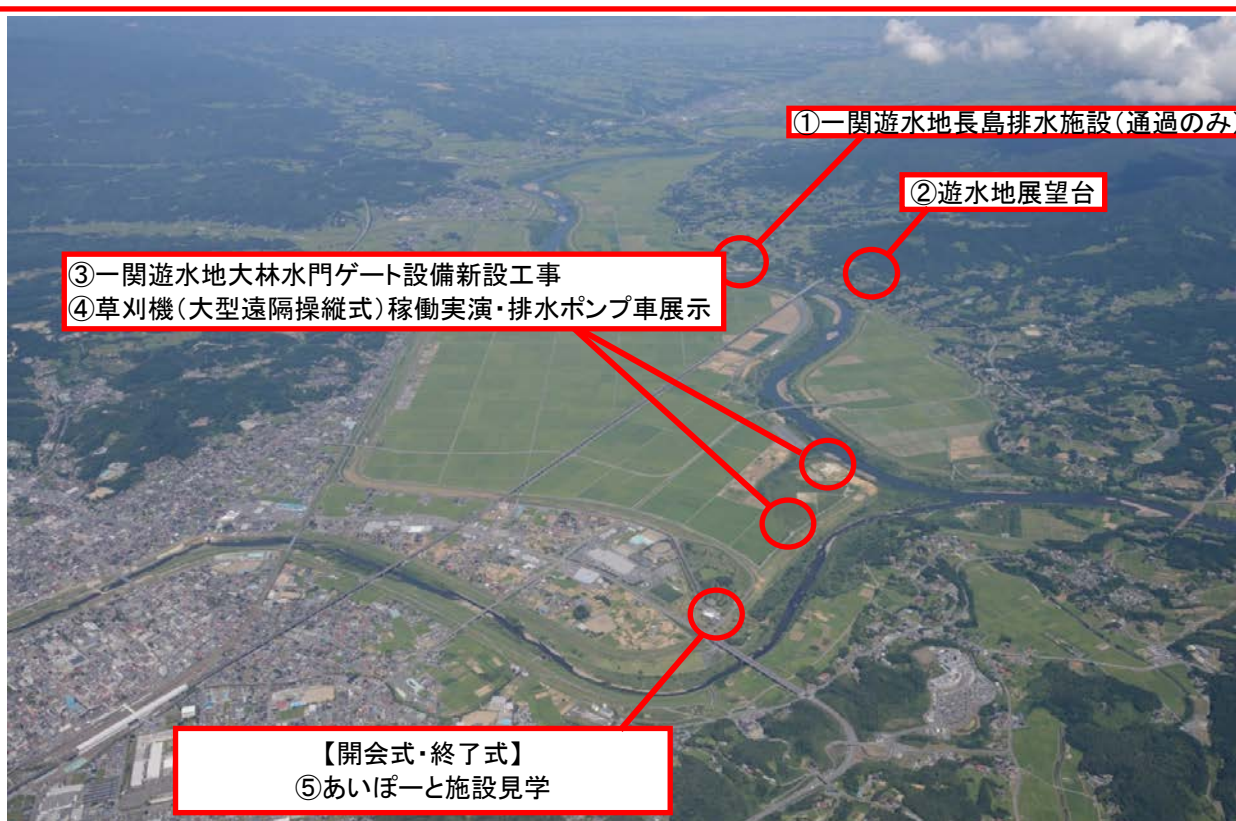 ①一関遊水地長島排水施設(通過のみ)
②遊水地展望台
③一関遊水地大林水門ゲート設備新設工事
④草刈機(大型遠隔操縦式)稼働実演・排水ポンプ車展示
【開会式・終了式】
⑤あいぽーと施設見学